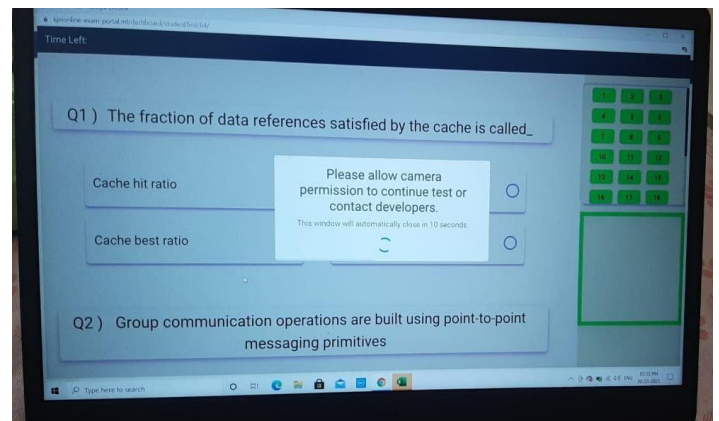 Time Left:
Q1 ) The fraction of data references satisfied by the cache is called_
Cache hit ratio
Cache best ratio
Please allow camera
permission to continue test or
contact developers.
This window will automatically close in 10 seconds
Q2 ) Group communication operations are built using point-to-point
messaging primitives
1 2 3
4 5 6
7 8 9
10 11 12
13 14 15
16 17 18
Type here to search
ENG